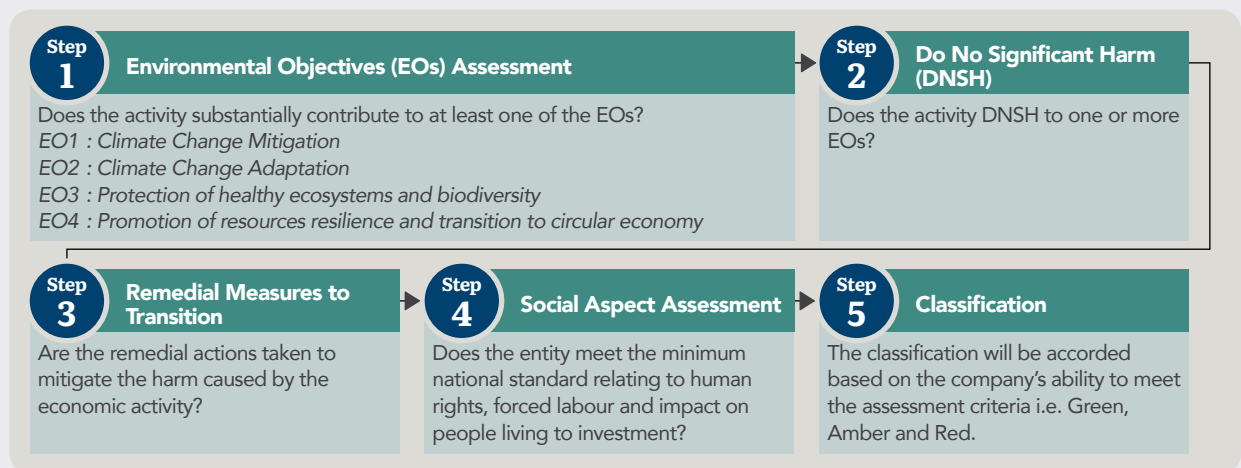 Step
1
Environmental Objectives (EOs) Assessment
Does the activity substantially contribute to at least one of the EOs?
EO1 : Climate Change Mitigation
EO2 : Climate Change Adaptation
EO3 : Protection of healthy ecosystems and biodiversity
EO4 : Promotion of resources resilience and transition to circular economy
Step
2
Do No Significant Harm
(DNSH)
Does the activity DNSH to one or more
EOs?
Step
3
Remedial Measures to
Transition
Are the remedial actions taken to
mitigate the harm caused by the
economic activity?
Step
4
Social Aspect Assessment
Does the entity meet the minimum
national standard relating to human
rights, forced labour and impact on
people living to investment?
Step
5
Classification
The classification will be accorded
based on the company's ability to meet
the assessment criteria i.e. Green,
Amber and Red.